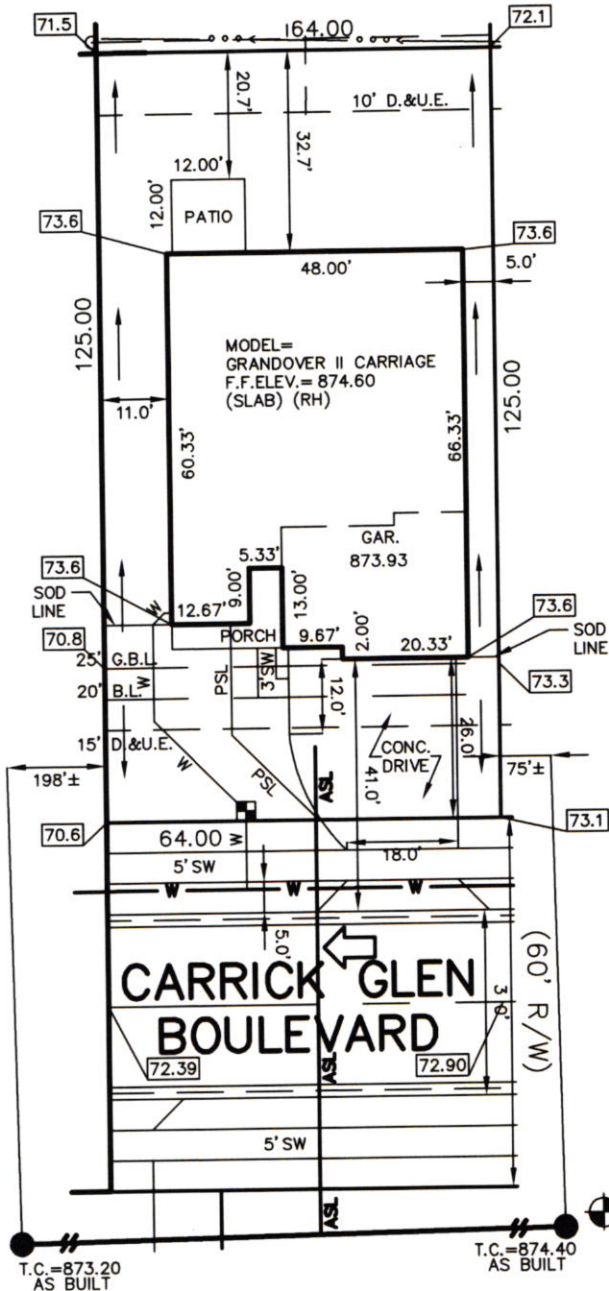 71.5
164.00
72.1
20.7'
32.7'
10' D.&U.E.
12.00'
12.00'
PATIO
73.6
73.6
48.00'
5.0'
125.00
125.00
MODEL=
GRANDOVER II CARRIAGE
F.F.ELEV.= 874.60
(SLAB) (RH)
11.0'
60.33'
66.33'
GAR.
873.93
5.33'
73.6
SOD
LINE
W
12.67'
6.00'
13.00'
PORCH
9.67'
2.00'
20.33'
73.6
SOD
LINE
70.8
25' G.B.L.
20' B.L.
W
PSL
3' SW
12.0'
73.3
15' D.&U.E.
W
PSL
ASL
41.0'
CONC.
DRIVE
26.0'
198'±
75'±
70.6
64.00
W
18.0'
73.1
5' SW
W
W
W
5.0'
CARRICK GLEN
BOULEVARD
(60' R/W)
72.39
ASL
72.90
5' SW
ASL
T.C.=873.20
AS BUILT
T.C.=874.40
AS BUILT